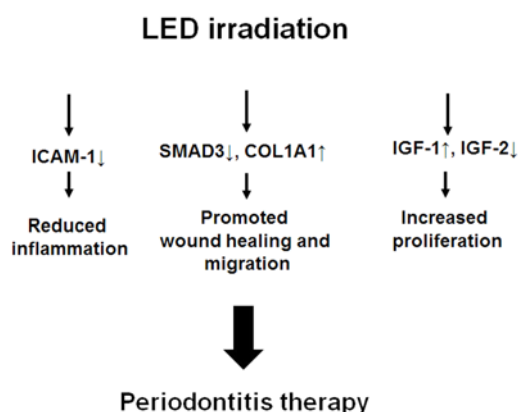 LED irradiation
ICAM-1↓
SMAD3↓, COL1A1↑
IGF-1↑, IGF-2↓
Reduced
inflammation
Promoted
wound healing and
migration
Increased
proliferation
Periodontitis therapy